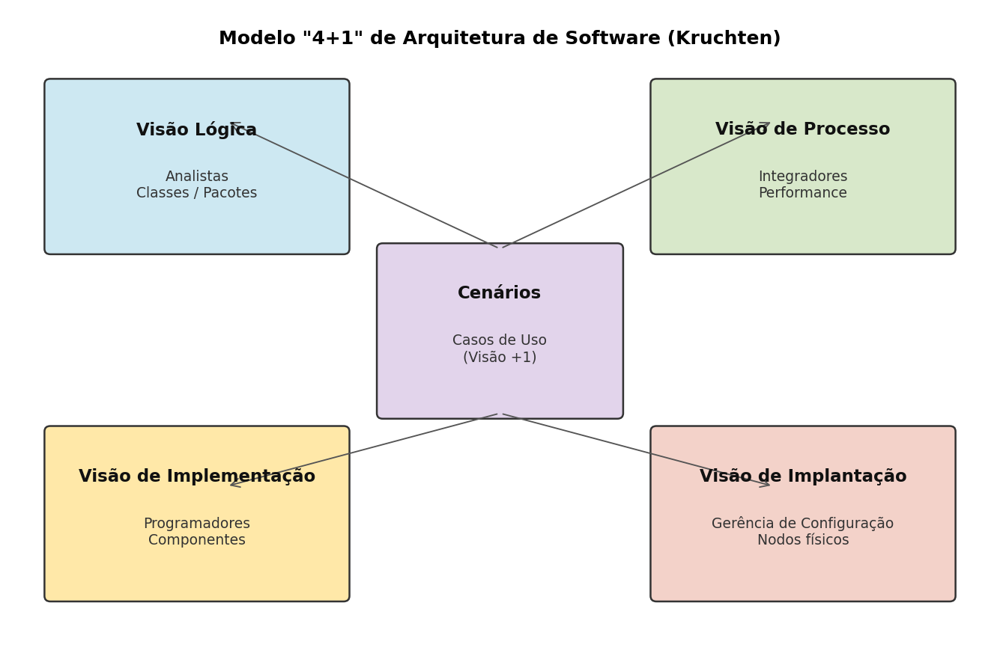 Modelo "4+1" de Arquitetura de Software (Kruchten)
Visão Lógica
Analistas
Classes / Pacotes
Visão de Processo
Integradores
Performance
Cenários
Casos de Uso
(Visão +1)
Visão de Implementação
Programadores
Componentes
Visão de Implantação
Gerência de Configuração
Nodos físicos